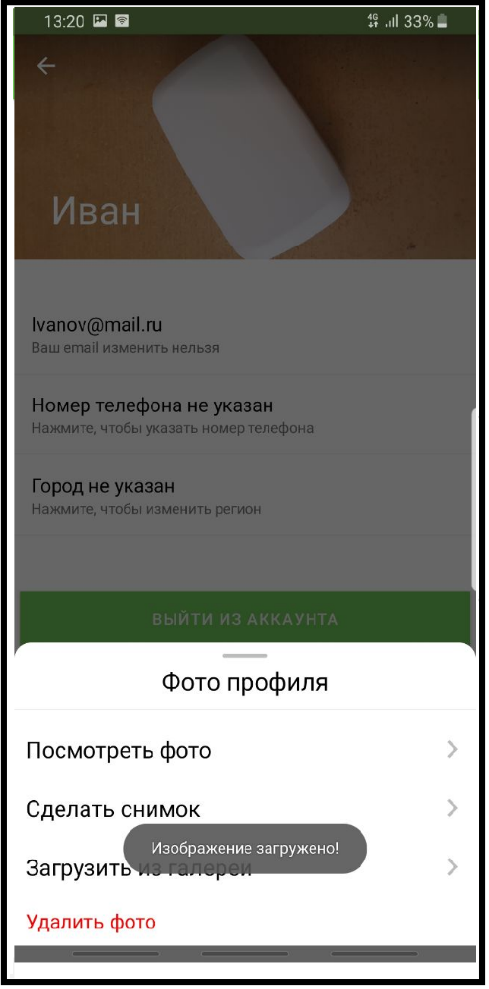 13:20 4G 33%
Иван
Ivanov@mail.ru
Ваш email изменить нельзя
Номер телефона не указан
Нажмите, чтобы указать номер телефона
Город не указан
Нажмите, чтобы изменить регион
ВЫЙТИ ИЗ АККАУНТА
Фото профиля
Посмотреть фото
Сделать снимок
Изображение загружено!
Загрузить из галереи
Удалить фото